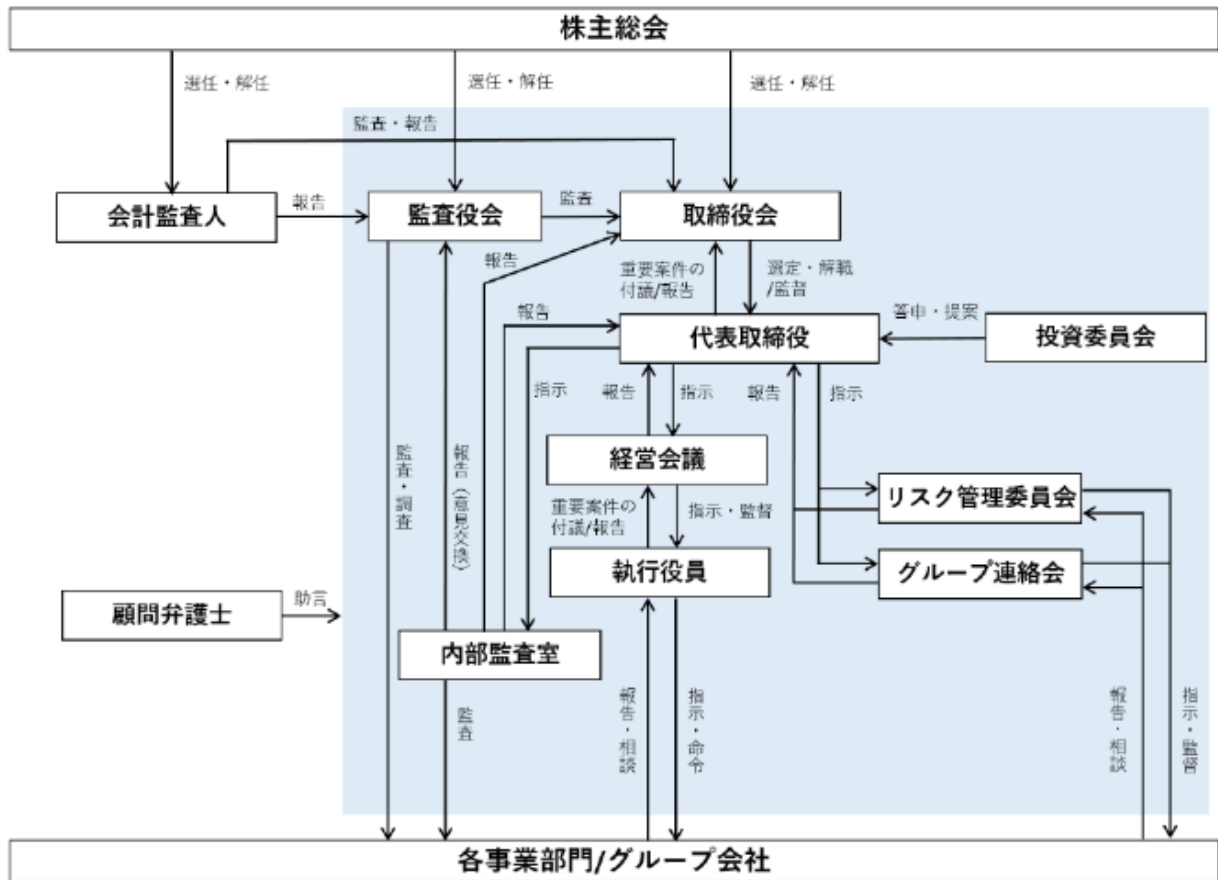 株主総会
選任・解任
選任・解任
選任・解任
監査・報告
会計監査人
報告
監査役会
監査
取締役会
報告
重要案件の
付議/報告
選定・解職
/監督
報告
代表取締役
答申・提案
投資委員会
指示
報告
指示
報告
指示
経営会議
監査・調査
報告(意見交換)
重要案件の
付議/報告
指示・監督
リスク管理委員会
執行役員
グループ連絡会
顧問弁護士
助言
内部監査室
監査
報告・相談
指示・命令
報告・相談
指示・監督
各事業部門/グループ会社